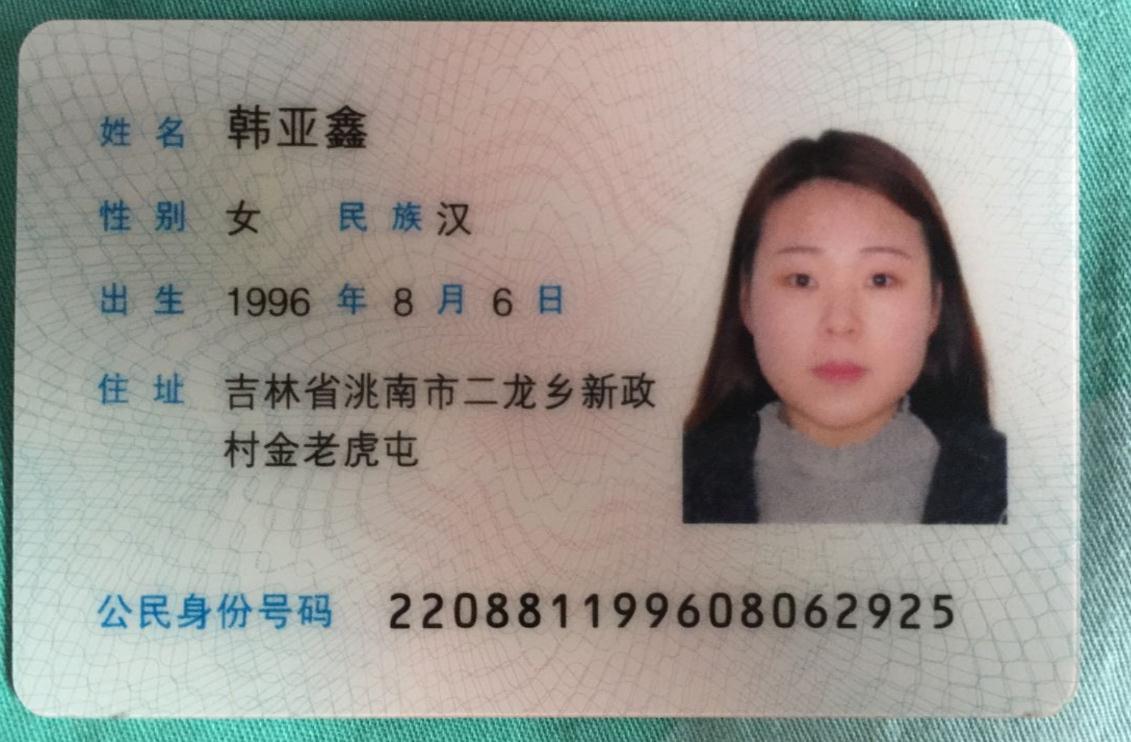 姓名 韩亚鑫
性别 女 民族 汉
出生 1996 年 8 月 6 日
住址 吉林省洮南市二龙乡新政
村金老虎屯
公民身份号码 220881199608062925